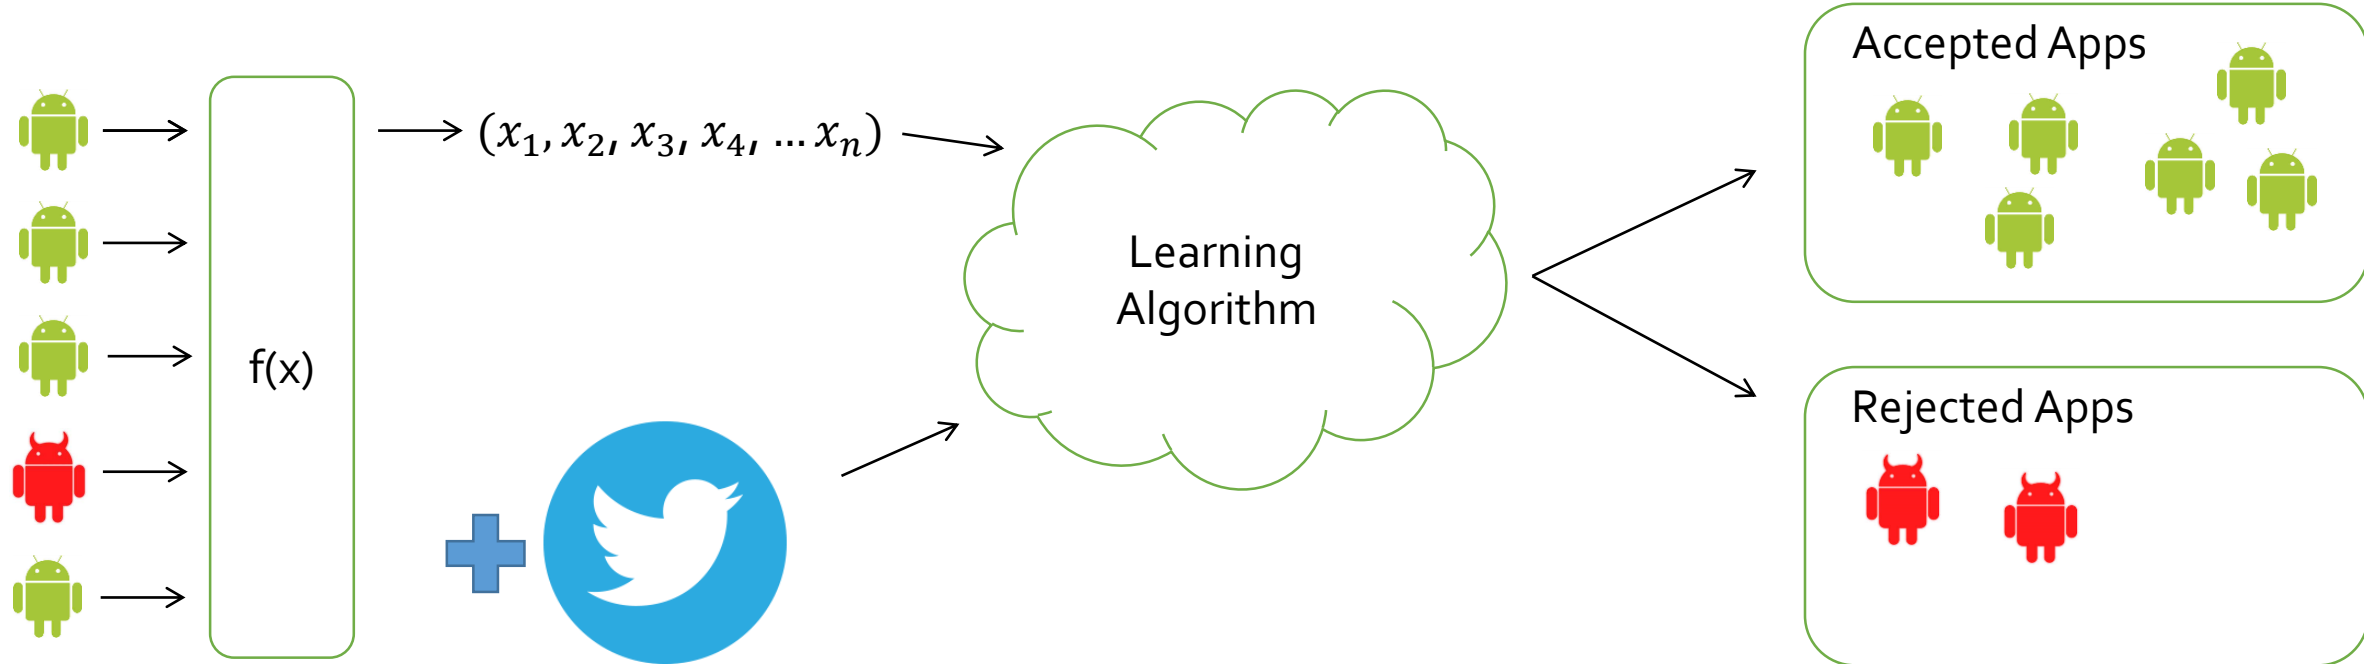 f(x)
(x₁, x₂, x₃, x₄, ... xₙ)
Learning
Algorithm
Accepted Apps
Rejected Apps